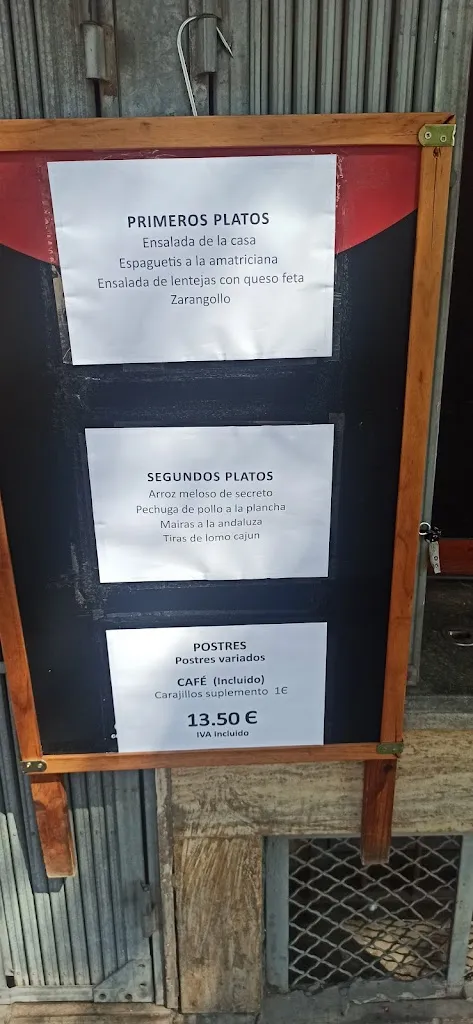 PRIMEROS PLATOS
Ensalada de la casa
Espaguetis a la amatriciana
Ensalada de lentejas con queso feta
Zarangollo
SEGUNDOS PLATOS
Arroz meloso de secreto
Pechuga de pollo a la plancha
Mairas a la andaluza
Tiras de lomo cajun
POSTRES
Postres variados
CAFÉ (Incluido)
Carajillos suplemento 1€
13.50 €
IVA Incluido